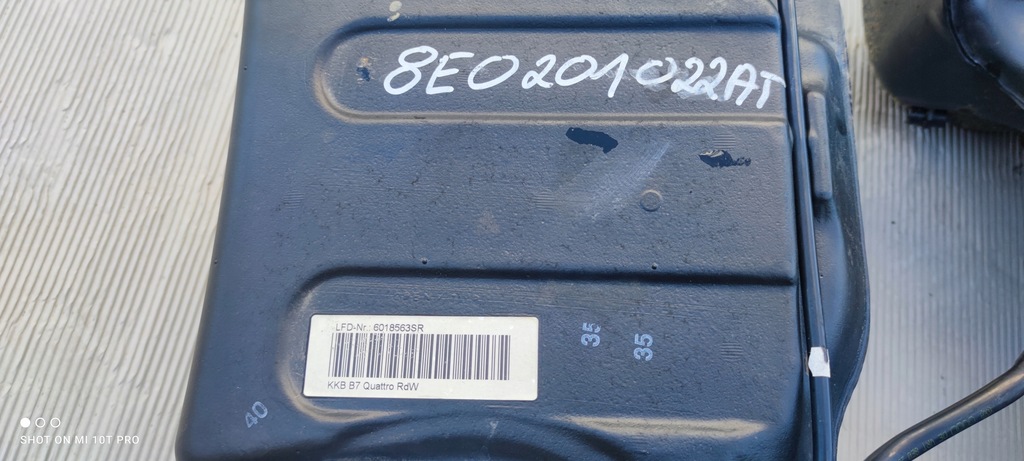 8E0201022AT
LFD-Nr.: 6018563SR
KKB B7 Quattro RdW
35
35
40
SHOT ON MI 10T PRO